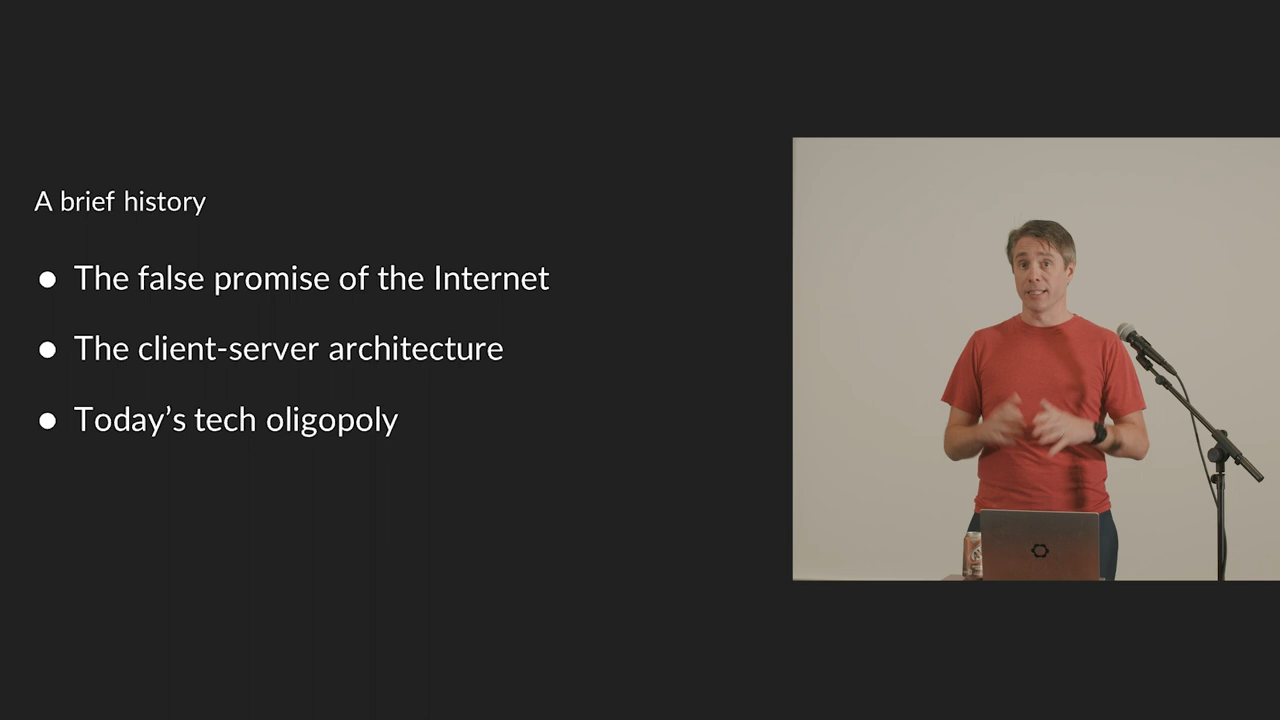 A brief history
● The false promise of the Internet
● The client-server architecture
● Today's tech oligopoly